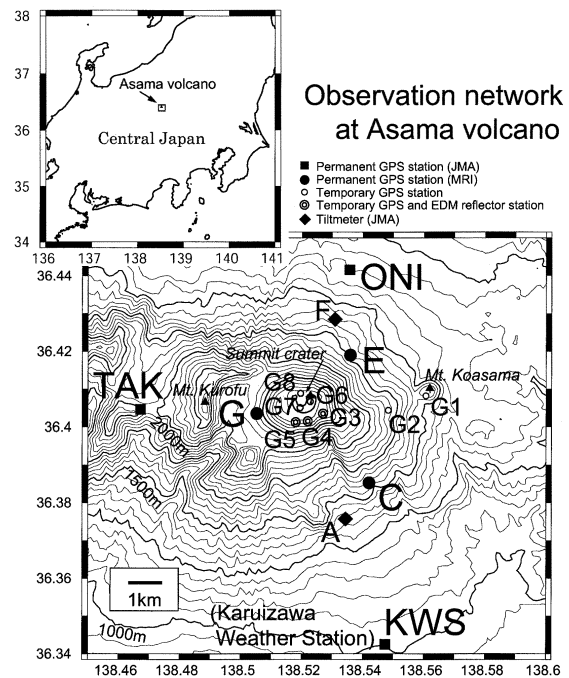 38
37
36
35
34
136 137 138 139 140 141
Asama volcano
Central Japan
Observation network
at Asama volcano
Permanent GPS station (JMA)
Permanent GPS station (MRI)
Temporary GPS station
Temporary GPS and EDM reflector station
Tiltmeter (JMA)
36.44
36.42
36.4
36.38
36.36
36.34
138.46 138.48 138.5 138.52 138.54 138.56 138.58 138.6
ONI
F
E
Summit crater
Mt. Koasama
TAK
Mt. Kurofu
G8
G6
G1
G
G7
G3
G2
G5
G4
2000m
1500m
C
A
1km
1000m
(Karuizawa
Weather Station)
KWS